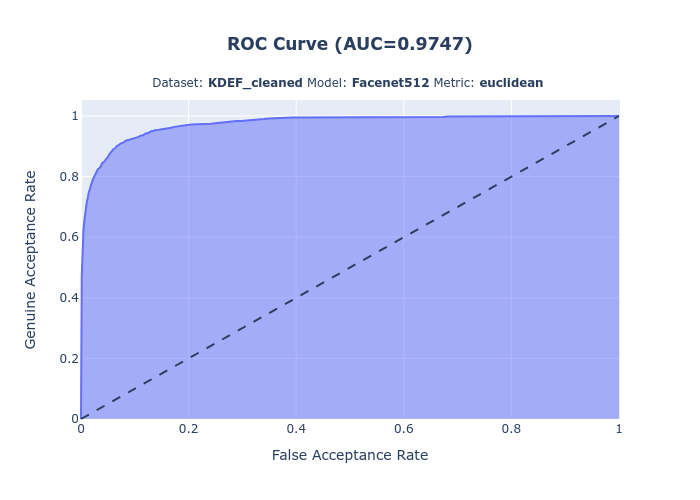 ROC Curve (AUC=0.9747)
Dataset: KDEF_cleaned Model: Facenet512 Metric: euclidean
Genuine Acceptance Rate
1
0.8
0.6
0.4
0.2
0
0 0.2 0.4 0.6 0.8 1
False Acceptance Rate